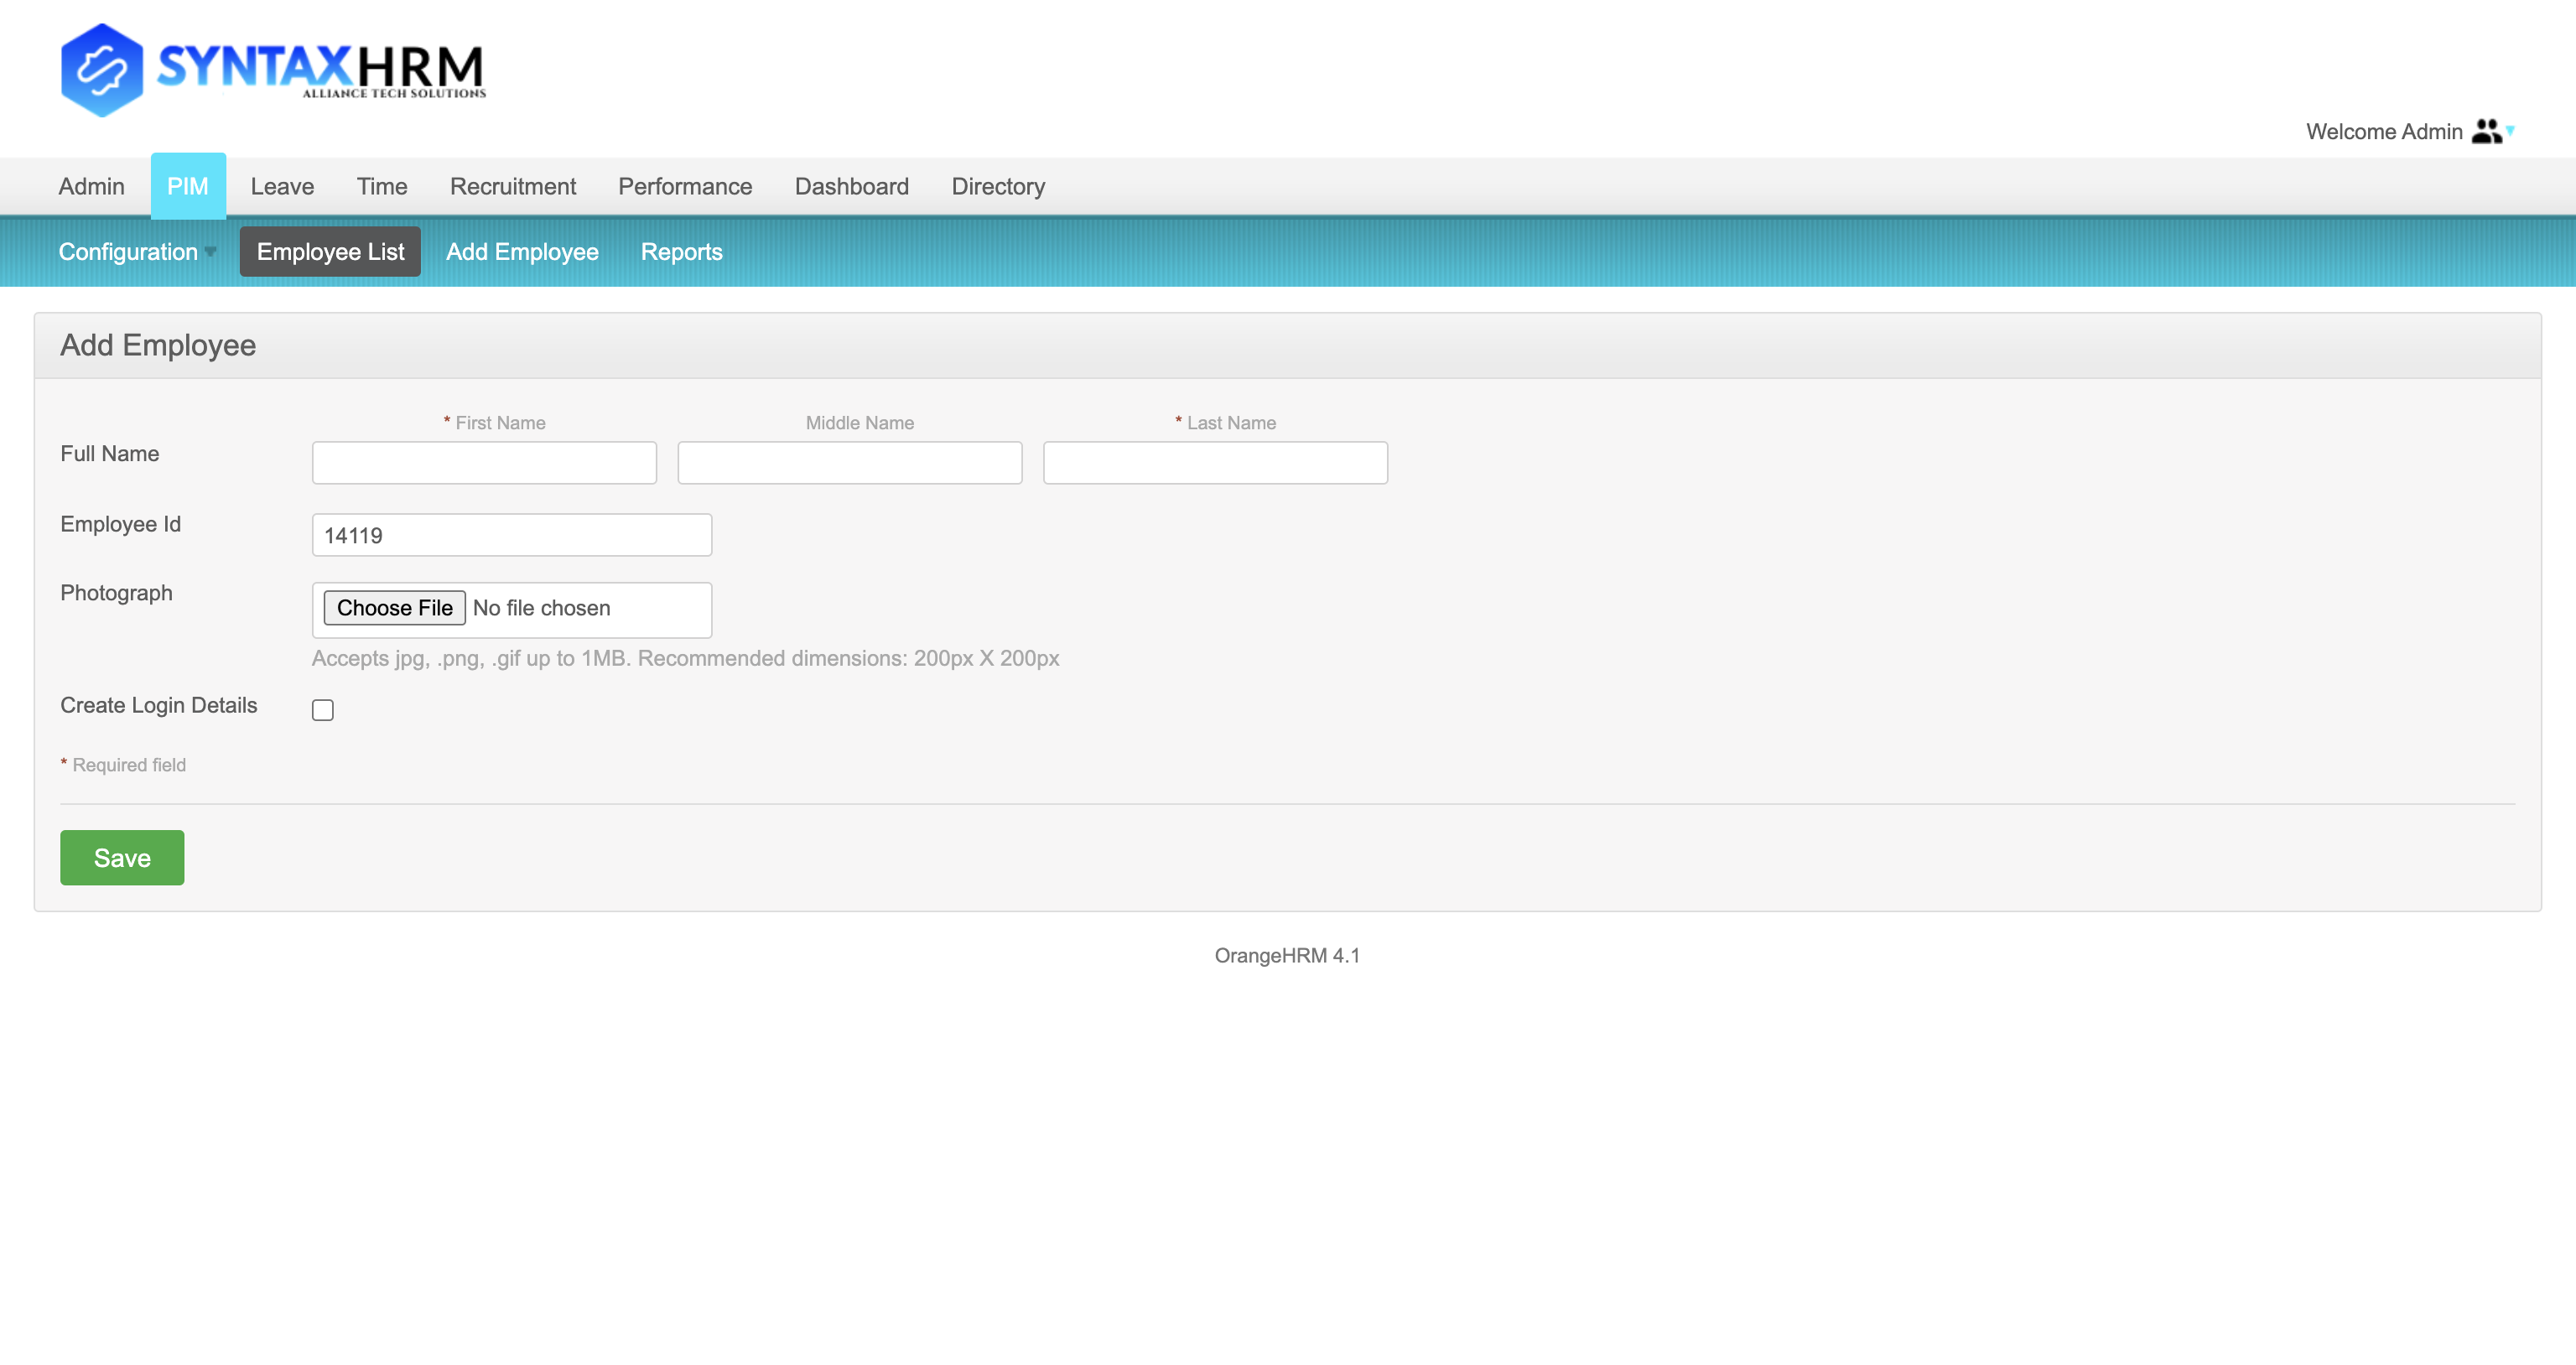 SYNTAXHRM
ALLIANCE TECH SOLUTIONS
Welcome Admin
Admin PIM Leave Time Recruitment Performance Dashboard Directory
Configuration Employee List Add Employee Reports
Add Employee
* First Name Middle Name * Last Name
Full Name
Employee Id 14119
Photograph Choose File No file chosen
Accepts jpg, .png, .gif up to 1MB. Recommended dimensions: 200px X 200px
Create Login Details
* Required field
Save
OrangeHRM 4.1